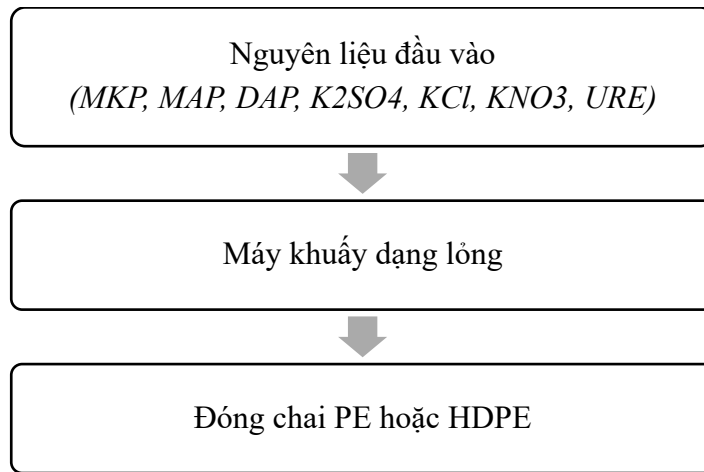 Nguyên liệu đầu vào
(MKP, MAP, DAP, K2SO4, KCl, KNO3, URE)
Máy khuấy dạng lỏng
Đóng chai PE hoặc HDPE